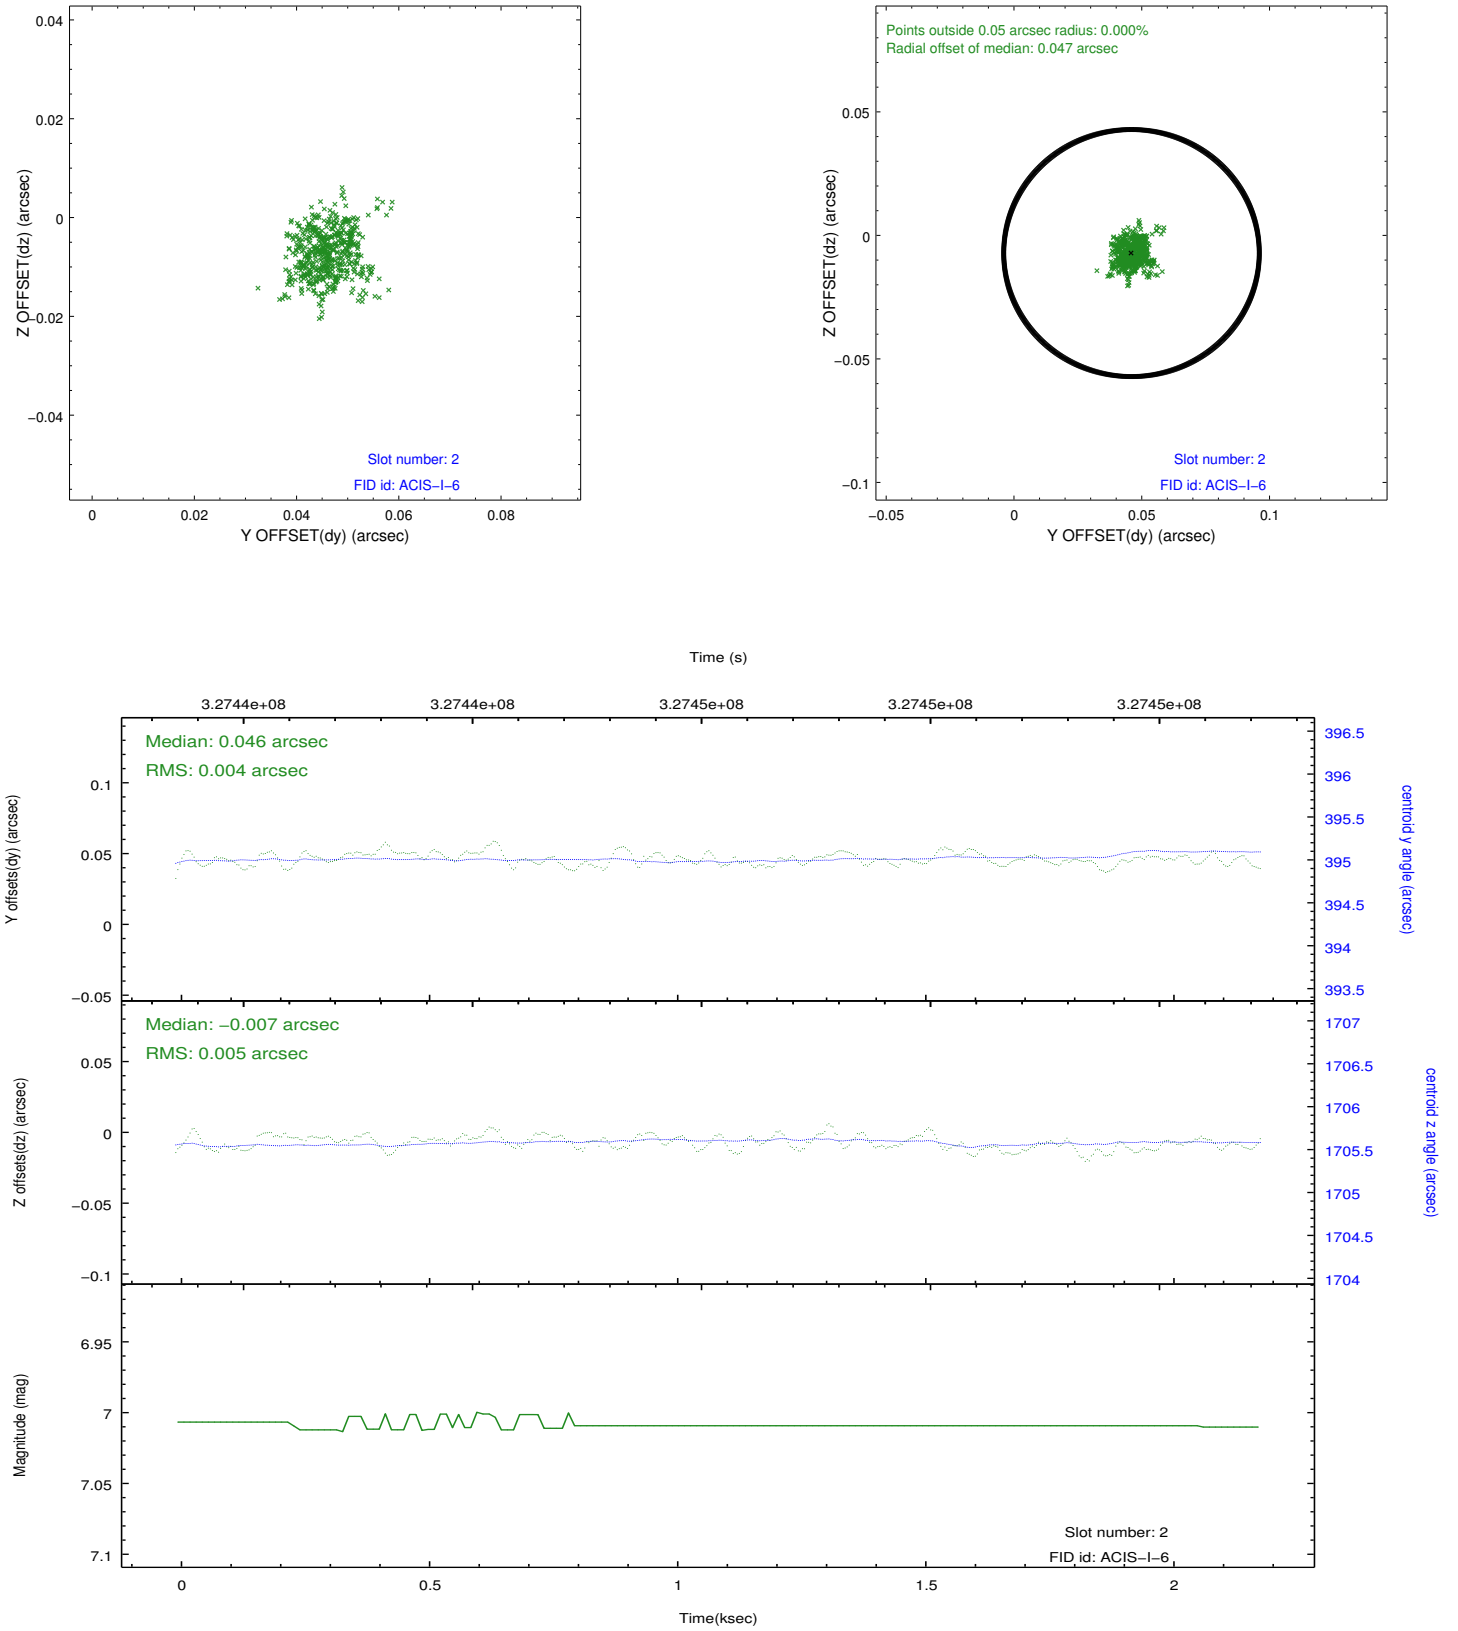 0.04
0.02
0
−0.02
−0.04
Z OFFSET(dz) (arcsec)
Slot number: 2
FID id: ACIS−I−6
0
0.02
0.04
0.06
0.08
Y OFFSET(dy) (arcsec)
Points outside 0.05 arcsec radius: 0.000%
Radial offset of median: 0.047 arcsec
0.05
0
−0.05
−0.1
Z OFFSET(dz) (arcsec)
Slot number: 2
FID id: ACIS−I−6
−0.05
0
0.05
0.1
Y OFFSET(dy) (arcsec)
Time (s)
3.2744e+08
3.2744e+08
3.2745e+08
3.2745e+08
3.2745e+08
Median: 0.046 arcsec
RMS: 0.004 arcsec
0.1
0.05
0
−0.05
Y offsets(dy) (arcsec)
396.5
396
395.5
395
394.5
394
393.5
centroid y angle (arcsec)
Median: −0.007 arcsec
RMS: 0.005 arcsec
0.05
0
−0.05
−0.1
Z offsets(dz) (arcsec)
1707
1706.5
1706
1705.5
1705
1704.5
1704
centroid z angle (arcsec)
6.95
7
7.05
7.1
Magnitude (mag)
Slot number: 2
FID id: ACIS−I−6
0
0.5
1
1.5
2
Time(ksec)